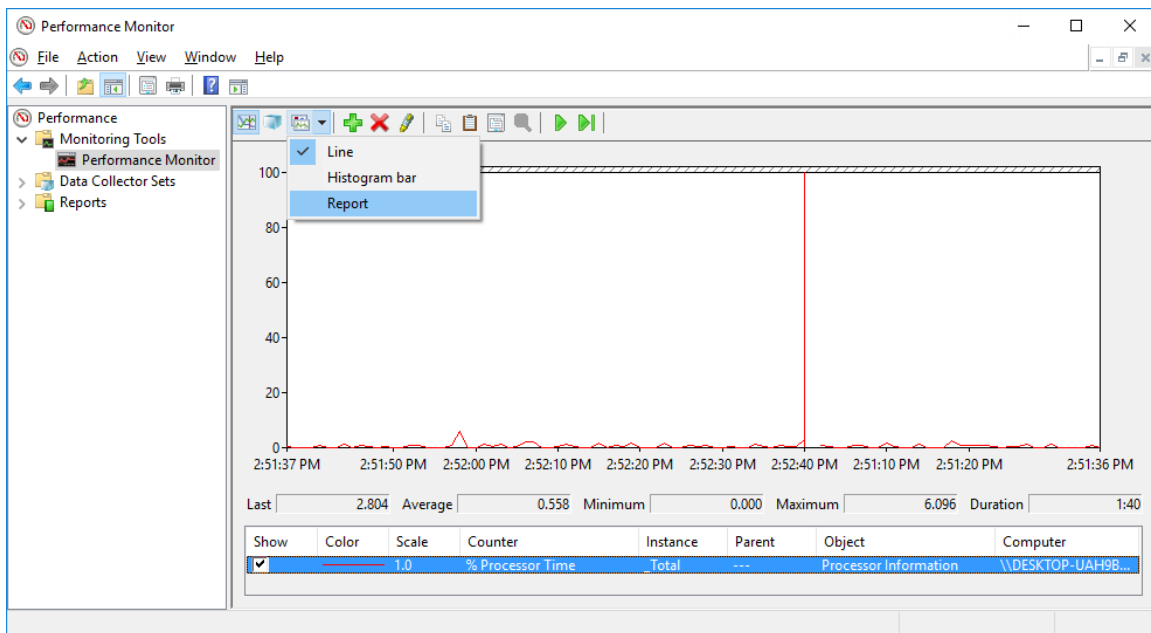 Performance Monitor
File Action View Window Help
Performance
Monitoring Tools
Performance Monitor
Data Collector Sets
Reports
Line
Histogram bar
Report
100
80
60
40
20
0
2:51:37 PM 2:51:50 PM 2:52:00 PM 2:52:10 PM 2:52:20 PM 2:52:30 PM 2:52:40 PM 2:51:10 PM 2:51:20 PM 2:51:36 PM
Last 2.804 Average 0.558 Minimum 0.000 Maximum 6.096 Duration 1:40
Show Color Scale Counter Instance Parent Object Computer
1.0 % Processor Time _Total --- Processor Information \\DESKTOP-UAH9B...